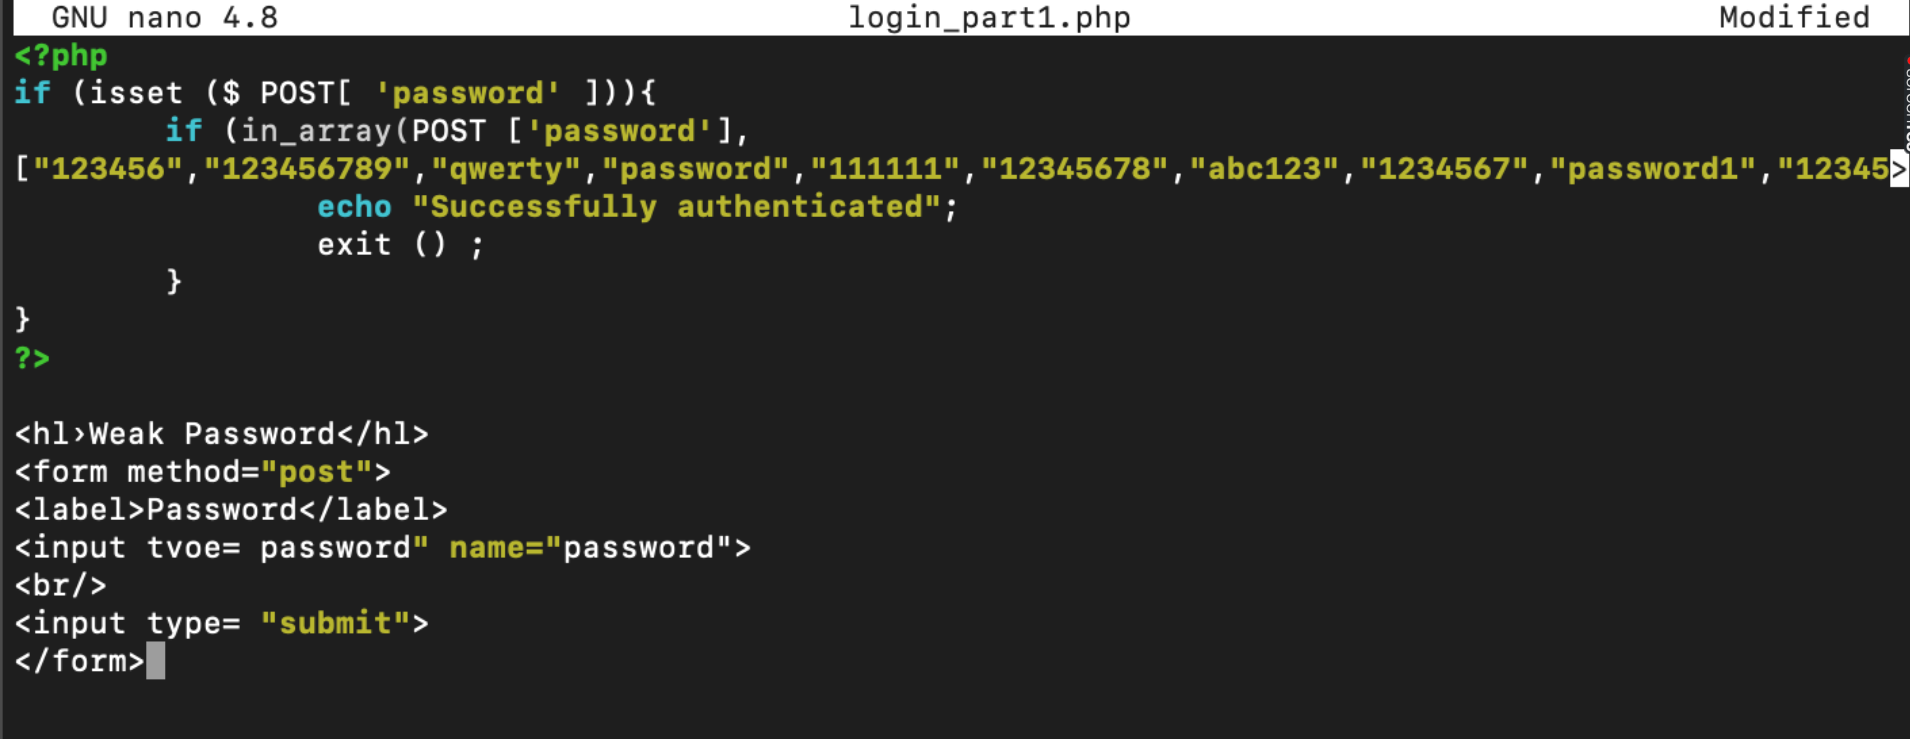 GNU nano 4.8 login_part1.php Modified
<?php
if (isset ($ POST[ 'password' ])){
        if (in_array(POST ['password'],
["123456","123456789","qwerty","password","111111","12345678","abc123","1234567","password1","12345>
                echo "Successfully authenticated";
                exit () ;
        }
}
?>

<hl›Weak Password</hl>
<form method="post">
<label>Password</label>
<input tvoe= password" name="password">
<br/>
<input type= "submit">
</form>